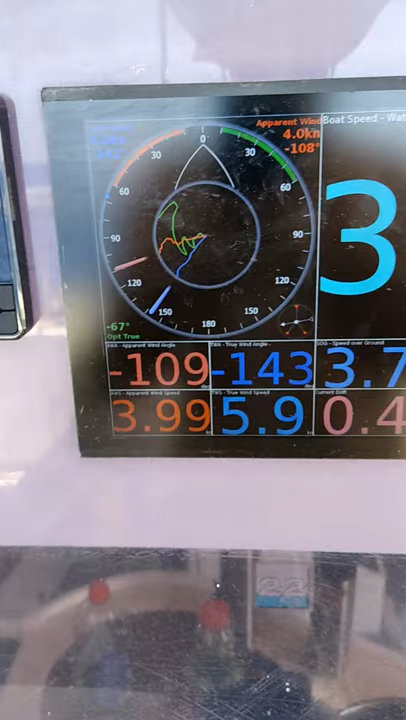 Apparent Wind
4.0kn
-108°
Boat Speed - Wat
3
0
30
30
60
60
90
90
120
120
150
150
180
-67°
Opt True
AWA - Apparent Wind Angle
-109
TWA - True Wind Angle
-143
SOG - Speed over Ground
3.7
AWS - Apparent Wind Speed
3.99
TWS - True Wind Speed
5.9
Current Drift
0.4